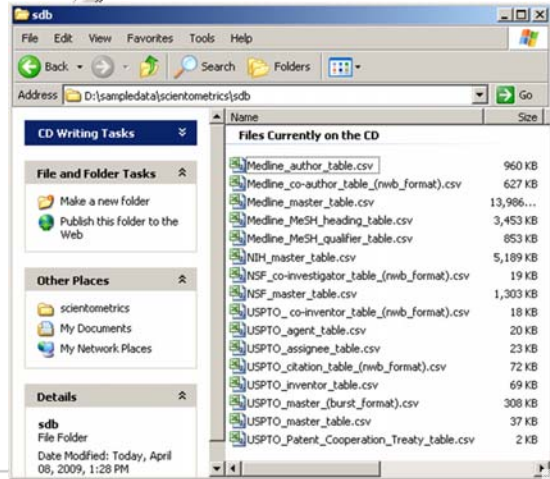 sdb
File Edit View Favorites Tools Help
Back Search Folders
Address D:\sampledata\scientometrics\sdb Go
CD Writing Tasks
File and Folder Tasks
Make a new folder
Publish this folder to the
Web
Other Places
scientometrics
My Documents
My Network Places
Details
sdb
File Folder
Date Modified: Today, April
08, 2009, 1:28 PM
Name Size
Files Currently on the CD
Medline_author_table.csv 960 KB
Medline_co-author_table_(nwb_format).csv 627 KB
Medline_master_table.csv 13,986...
Medline_MeSH_heading_table.csv 3,453 KB
Medline_MeSH_qualifier_table.csv 853 KB
NIH_master_table.csv 5,189 KB
NSF_co-investigator_table_(nwb_format).csv 19 KB
NSF_master_table.csv 1,303 KB
USPTO_ co-inventor_table_(nwb_format).csv 18 KB
USPTO_agent_table.csv 20 KB
USPTO_assignee_table.csv 23 KB
USPTO_citation_table_(nwb_format).csv 72 KB
USPTO_inventor_table.csv 69 KB
USPTO_master_(burst_format).csv 308 KB
USPTO_master_table.csv 37 KB
USPTO_Patent_Cooperation_Treaty_table.csv 2 KB